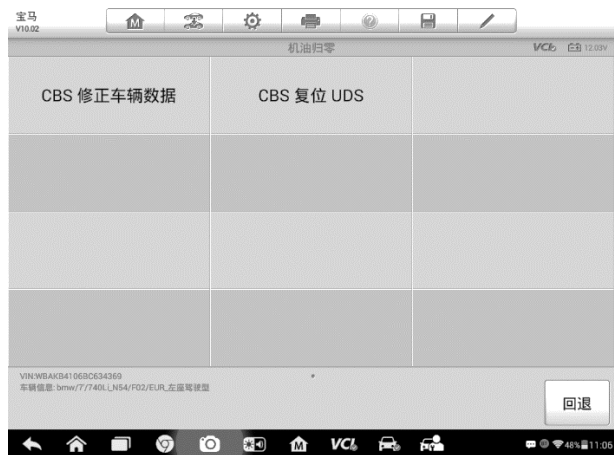 宝马
V10.02
机油归零
VCI 12.03V
CBS 修正车辆数据
CBS 复位 UDS
VIN:WBAKB4106BC634369
车辆信息: bmw/7'/740Li_N54/F02/EUR_左座驾驶型
回退
M VCI 48% 11:06